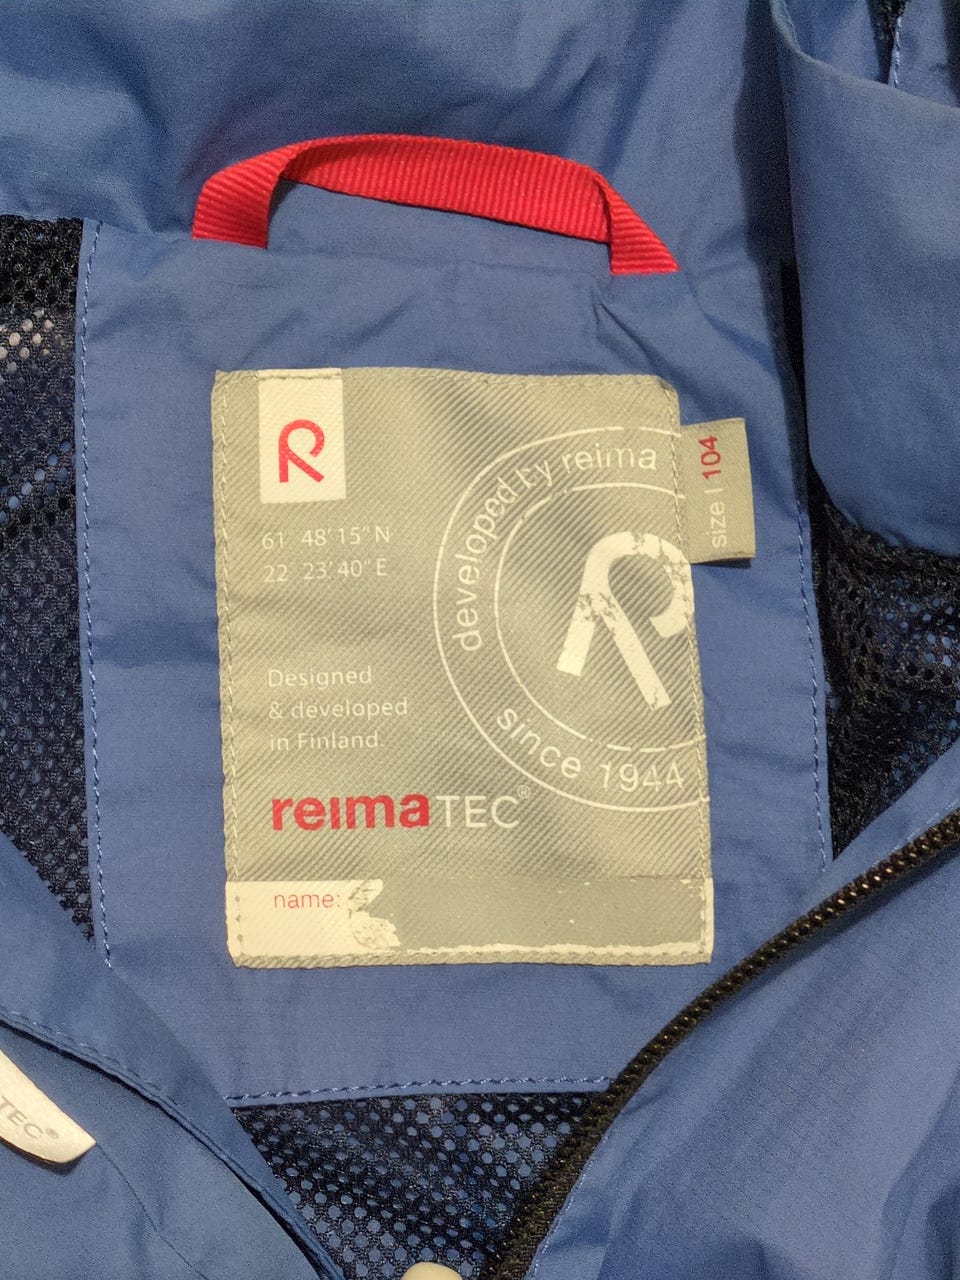 R
61° 48' 15" N
22° 23' 40" E
developed by reima
since 1944
R
size | 104
Designed
& developed
in Finland.
reimaTEC®
name:
TEC®